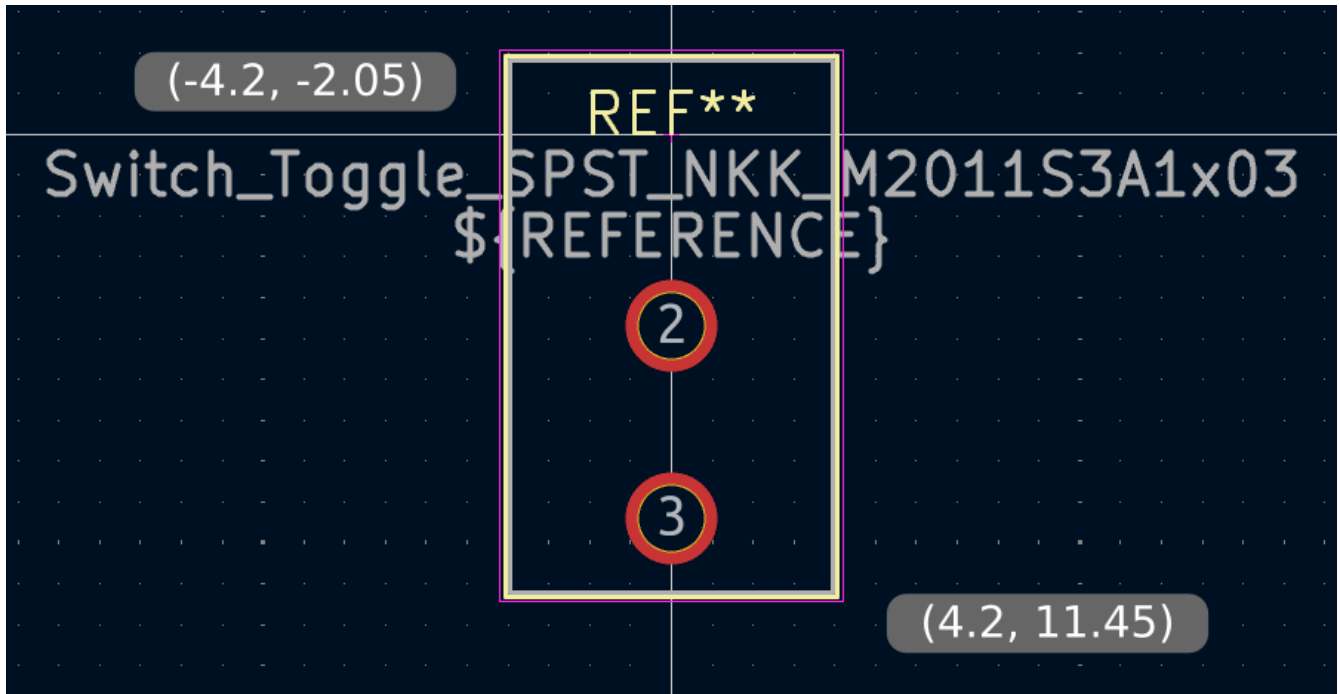 (-4.2, -2.05)
REF**
Switch_Toggle_SPST_NKK_M2011S3A1x03
${REFERENCE}
2
3
(4.2, 11.45)